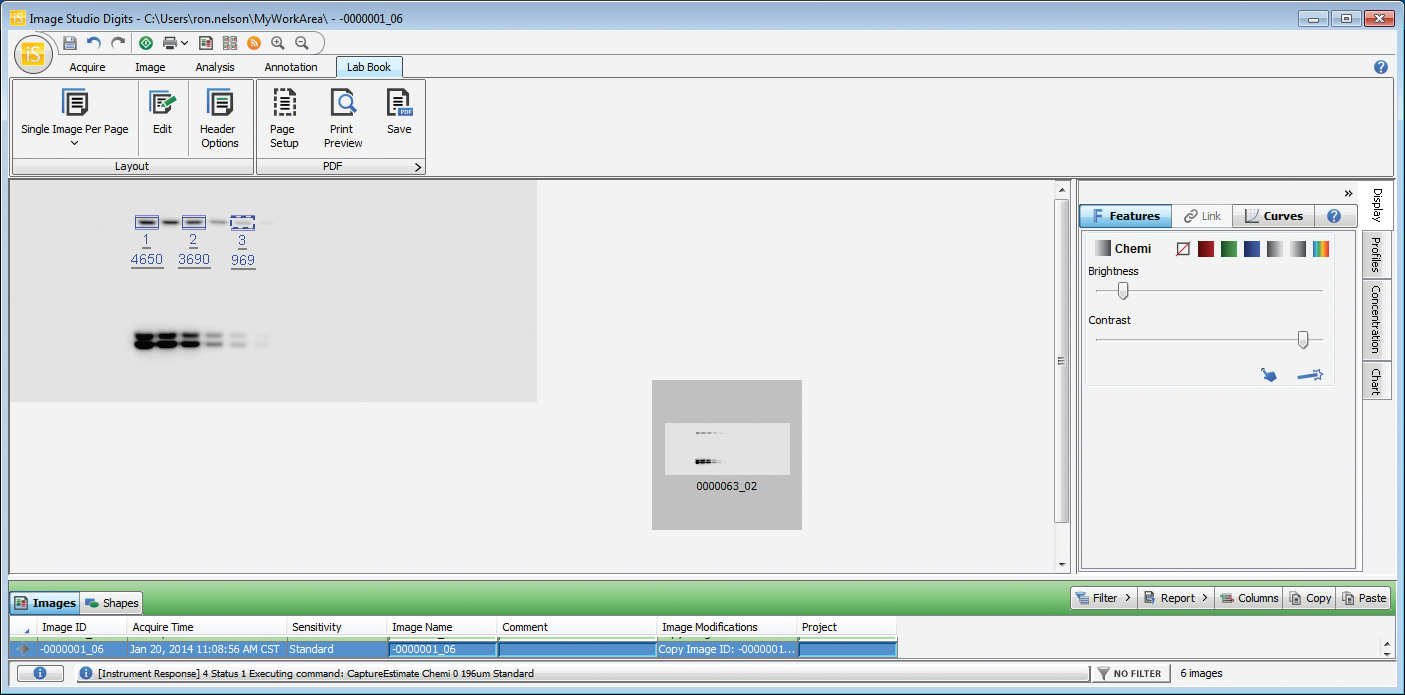 Image Studio Digits - C:\Users\ron.nelson\MyWorkArea\ - -0000001_06
iS
Acquire Image Analysis Annotation Lab Book
Single Image Per Page Edit Header Options Page Setup Print Preview Save
Layout PDF
1 2 3
4650 3690 969
0000063_02
Features Link Curves
Chemi
Brightness
Contrast
Display
Profiles
Concentration
Chart
Images Shapes Filter Report Columns Copy Paste
Image ID Acquire Time Sensitivity Image Name Comment Image Modifications Project
-0000001_06 Jan 20, 2014 11:08:56 AM CST Standard -0000001_06 Copy Image ID: -0000001...
[Instrument Response] 4 Status 1 Executing command: CaptureEstimate Chemi 0 196um Standard NO FILTER 6 images